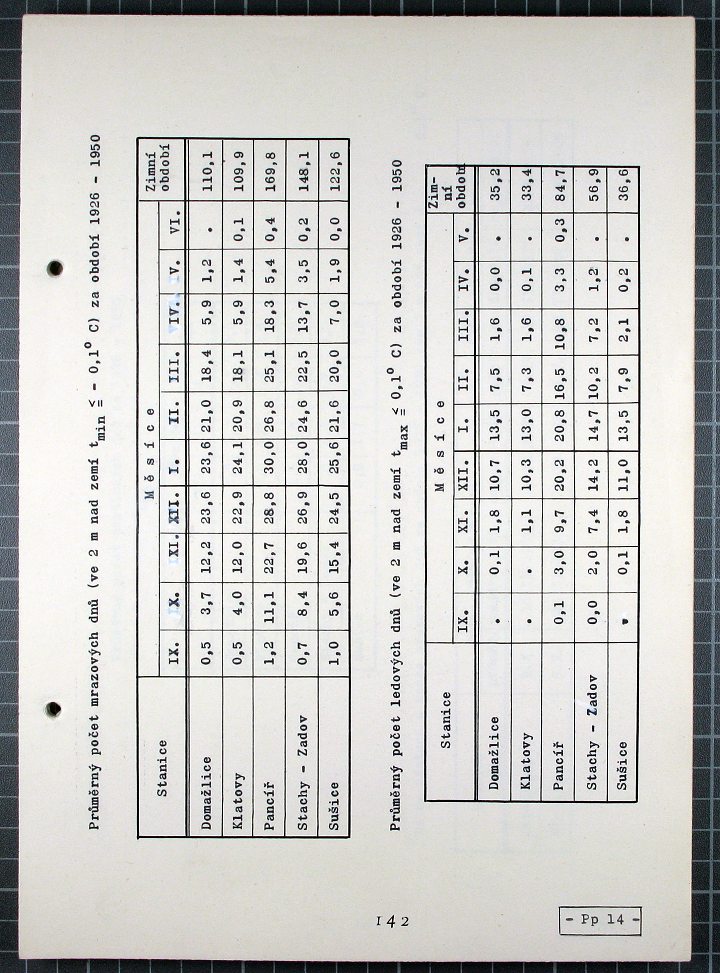 Průměrný počet mrazových dnů (ve 2 m nad zemí t min ≦ - 0,1° C) za období 1926 - 1950
Stanice Měsíce Zimní období
IX. IX. XI. XII. I. II. III. IV. IV. VI.
Domažlice 0,5 3,7 12,2 23,6 23,6 21,0 18,4 5,9 1,2 . 110,1
Klatovy 0,5 4,0 12,0 22,9 24,1 20,9 18,1 5,9 1,4 0,1 109,9
Pancíř 1,2 11,1 22,7 28,8 30,0 26,8 25,1 18,3 5,4 0,4 169,8
Stachy - Zadov 0,7 8,4 19,6 26,9 28,0 24,6 22,5 13,7 3,5 0,2 148,1
Sušice 1,0 5,6 15,4 24,5 25,6 21,6 20,0 7,0 1,9 0,0 122,6
Průměrný počet ledových dnů (ve 2 m nad zemí t max ≦ 0,1° C) za období 1926 - 1950
Stanice Měsíce Zim-
ní
období
IX. X. XI. XII. I. II. III. IV. V.
Domažlice . 0,1 1,8 10,7 13,5 7,5 1,6 0,0 . 35,2
Klatovy . . 1,1 10,3 13,0 7,3 1,6 0,1 . 33,4
Pancíř 0,1 3,0 9,7 20,2 20,8 16,5 10,8 3,3 0,3 84,7
Stachy - Zadov 0,0 2,0 7,4 14,2 14,7 10,2 7,2 1,2 . 56,9
Sušice . 0,1 1,8 11,0 13,5 7,9 2,1 0,2 . 36,6
142
- Pp 14 -